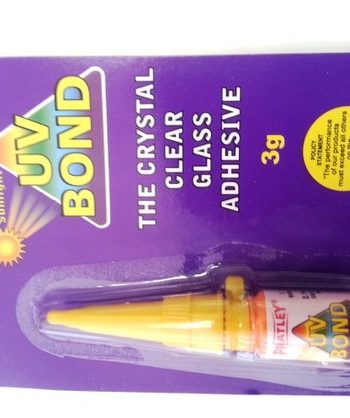 Sunlight
UV
BOND
THE CRYSTAL
CLEAR
GLASS
ADHESIVE
3g
POLICY
STATEMENT
"The performance
of our products
must exceed all others
PRATLEY®
UV
BOND